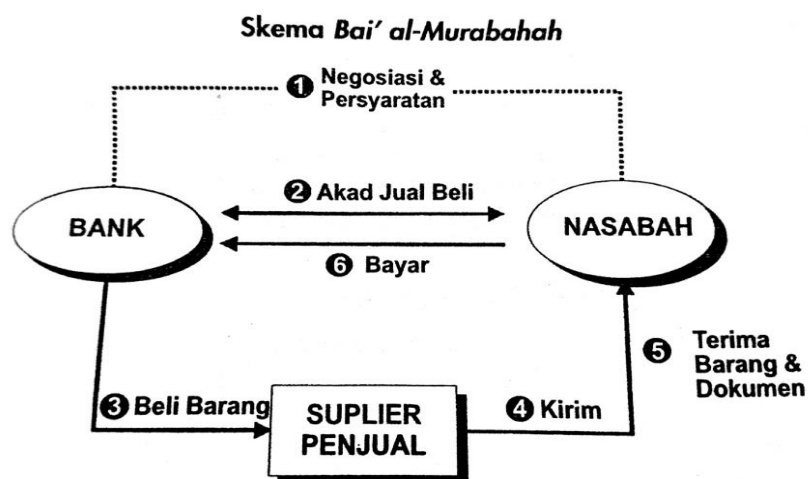 Skema Bai' al-Murabahah
1 Negosiasi &
Persyaratan
2 Akad Jual Beli
BANK
NASABAH
6 Bayar
5 Terima
Barang &
Dokumen
3 Beli Barang
SUPLIER
PENJUAL
4 Kirim